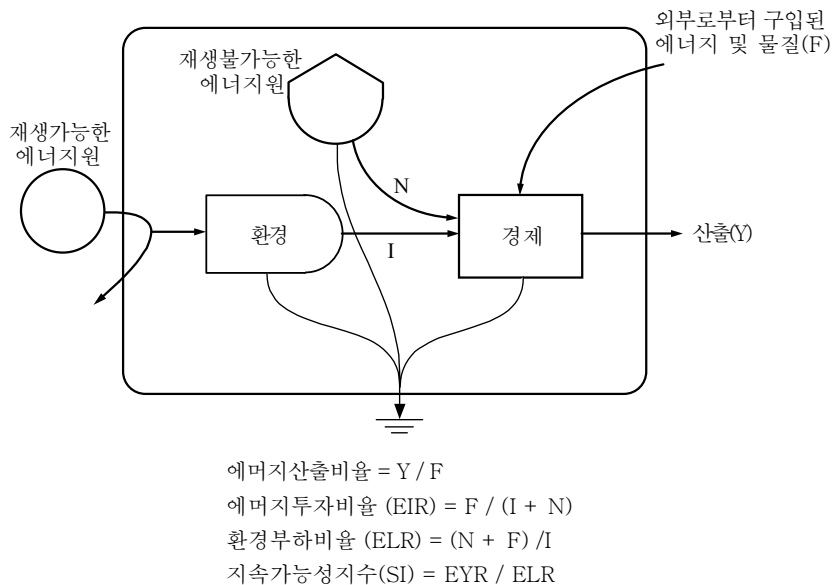 외부로부터 구입된
에너지 및 물질(F)
재생불가능한
에너지원
재생가능한
에너지원
N
환경
I
경제
산출(Y)
에머지산출비율 = Y / F
에머지투자비율 (EIR) = F / (I + N)
환경부하비율 (ELR) = (N + F) /I
지속가능성지수(SI) = EYR / ELR